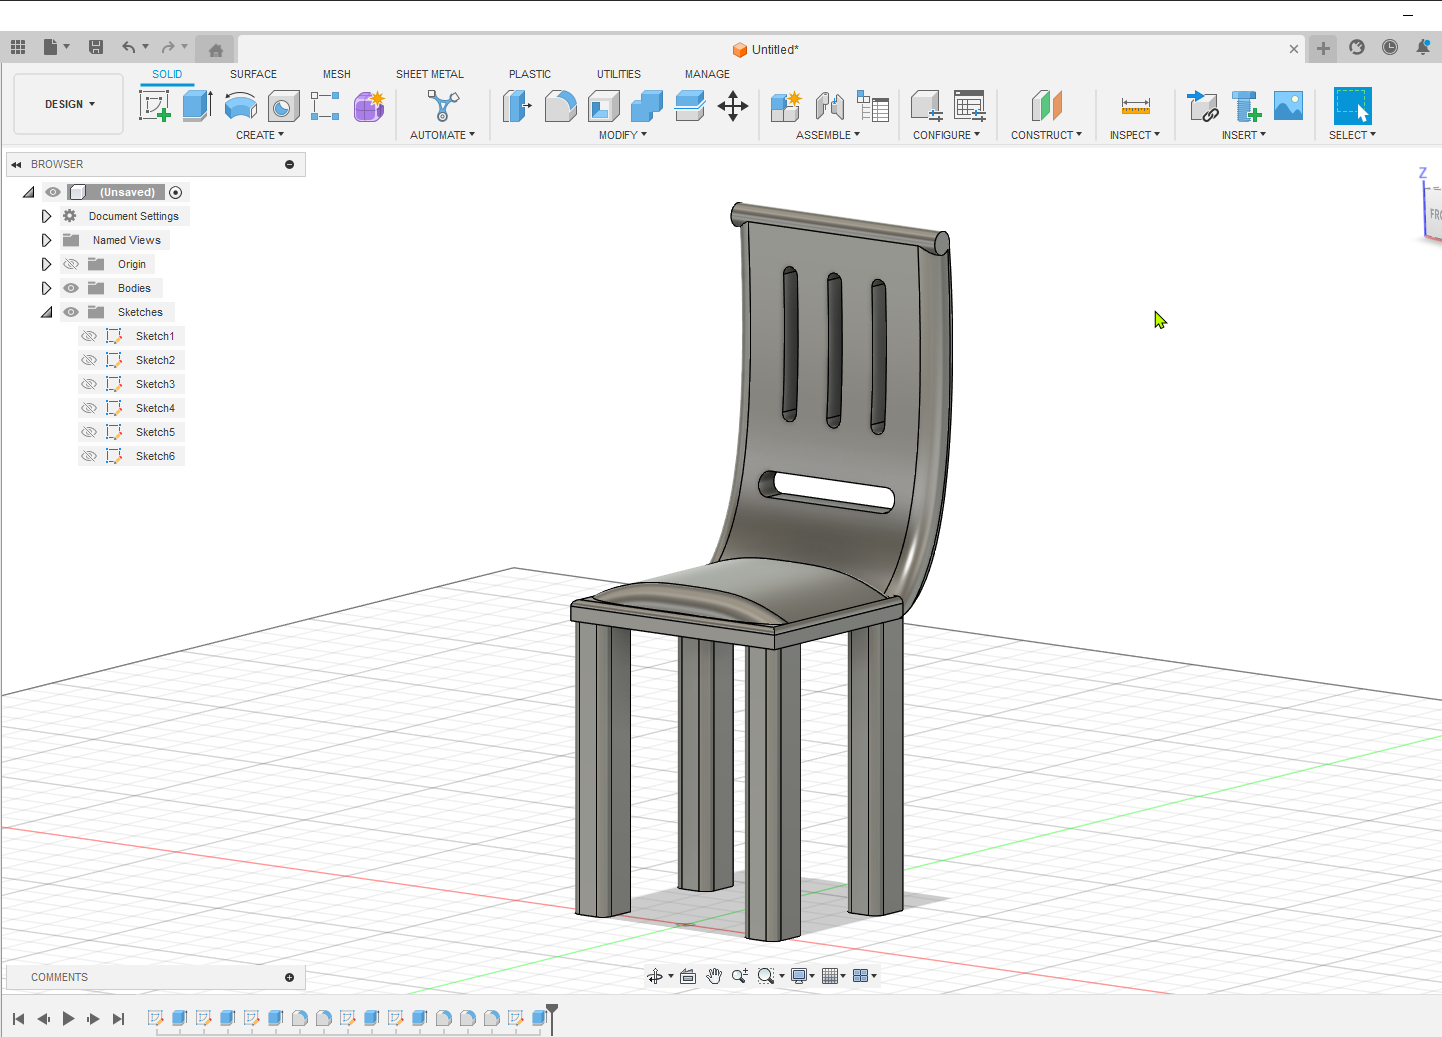 Untitled*
SOLID SURFACE MESH SHEET METAL PLASTIC UTILITIES MANAGE
DESIGN
CREATE AUTOMATE MODIFY ASSEMBLE CONFIGURE CONSTRUCT INSPECT INSERT SELECT
BROWSER
(Unsaved)
Document Settings
Named Views
Origin
Bodies
Sketches
Sketch1
Sketch2
Sketch3
Sketch4
Sketch5
Sketch6
Z
COMMENTS